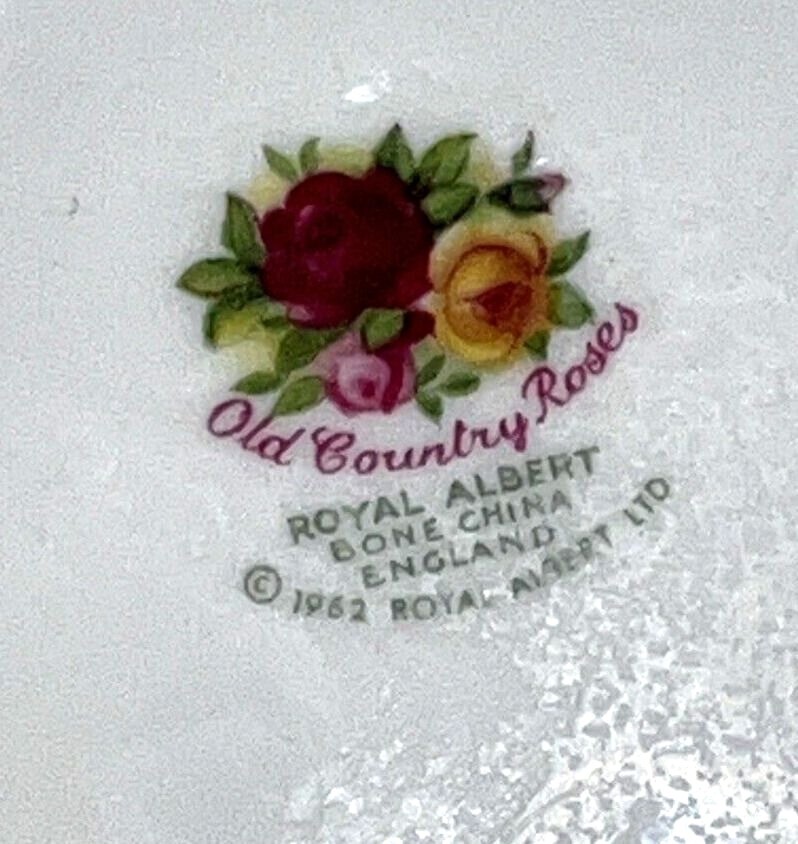 Old Country Roses
ROYAL ALBERT
BONE CHINA
ENGLAND
© 1962 ROYAL ALBERT LTD